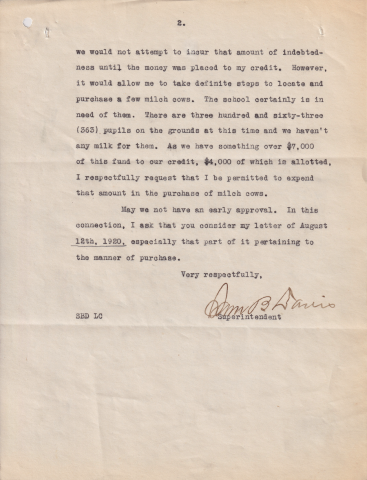 2.
we would not attempt to incur that amount of indebted-
ness until the money was placed to my credit. However,
it would allow me to take definite steps to locate and
purchase a few milch cows. The school certainly is in
need of them. There are three hundred and sixty-three
(363) pupils on the grounds at this time and we haven't
any milk for them. As we have something over $7,000
of this fund to our credit, $4,000 of which is allotted,
I respectfully request that I be permitted to expend
that amount in the purchase of milch cows.
May we not have an early approval. In this
connection, I ask that you consider my letter of August
12th, 1920, especially that part of it pertaining to
the manner of purchase.
Very respectfully,
Sam B Davis
SBD LC
Superintendent